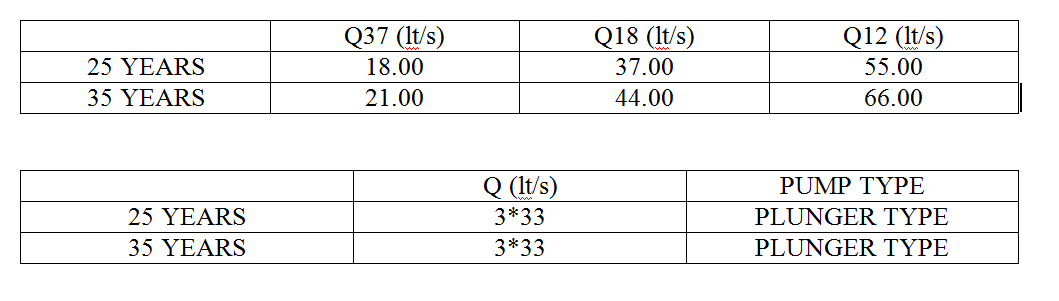 Q37 (lt/s) Q18 (lt/s) Q12 (lt/s)
25 YEARS 18.00 37.00 55.00
35 YEARS 21.00 44.00 66.00
Q (lt/s) PUMP TYPE
25 YEARS 3*33 PLUNGER TYPE
35 YEARS 3*33 PLUNGER TYPE